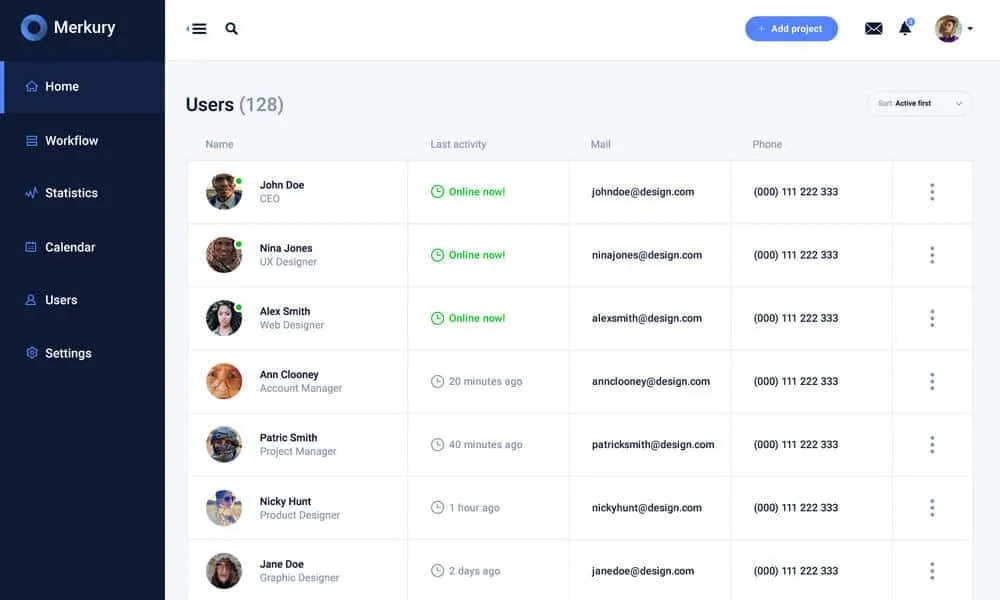 Merkury
Add project
Home
Workflow
Statistics
Calendar
Users
Settings
Users (128)
Sort: Active first
Name Last activity Mail Phone
John Doe
CEO
Online now!
johndoe@design.com
(000) 111 222 333
Nina Jones
UX Designer
Online now!
ninajones@design.com
(000) 111 222 333
Alex Smith
Web Designer
Online now!
alexsmith@design.com
(000) 111 222 333
Ann Clooney
Account Manager
20 minutes ago
annclooney@design.com
(000) 111 222 333
Patric Smith
Project Manager
40 minutes ago
patricksmith@design.com
(000) 111 222 333
Nicky Hunt
Product Designer
1 hour ago
nickyhunt@design.com
(000) 111 222 333
Jane Doe
Graphic Designer
2 days ago
janedoe@design.com
(000) 111 222 333